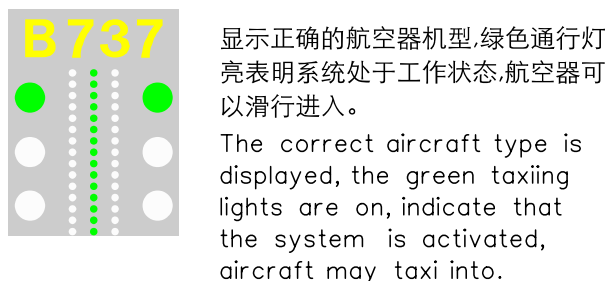 B737
显示正确的航空器机型,绿色通行灯
亮表明系统处于工作状态,航空器可
以滑行进入。
The correct aircraft type is
displayed, the green taxiing
lights are on, indicate that
the system is activated,
aircraft may taxi into.